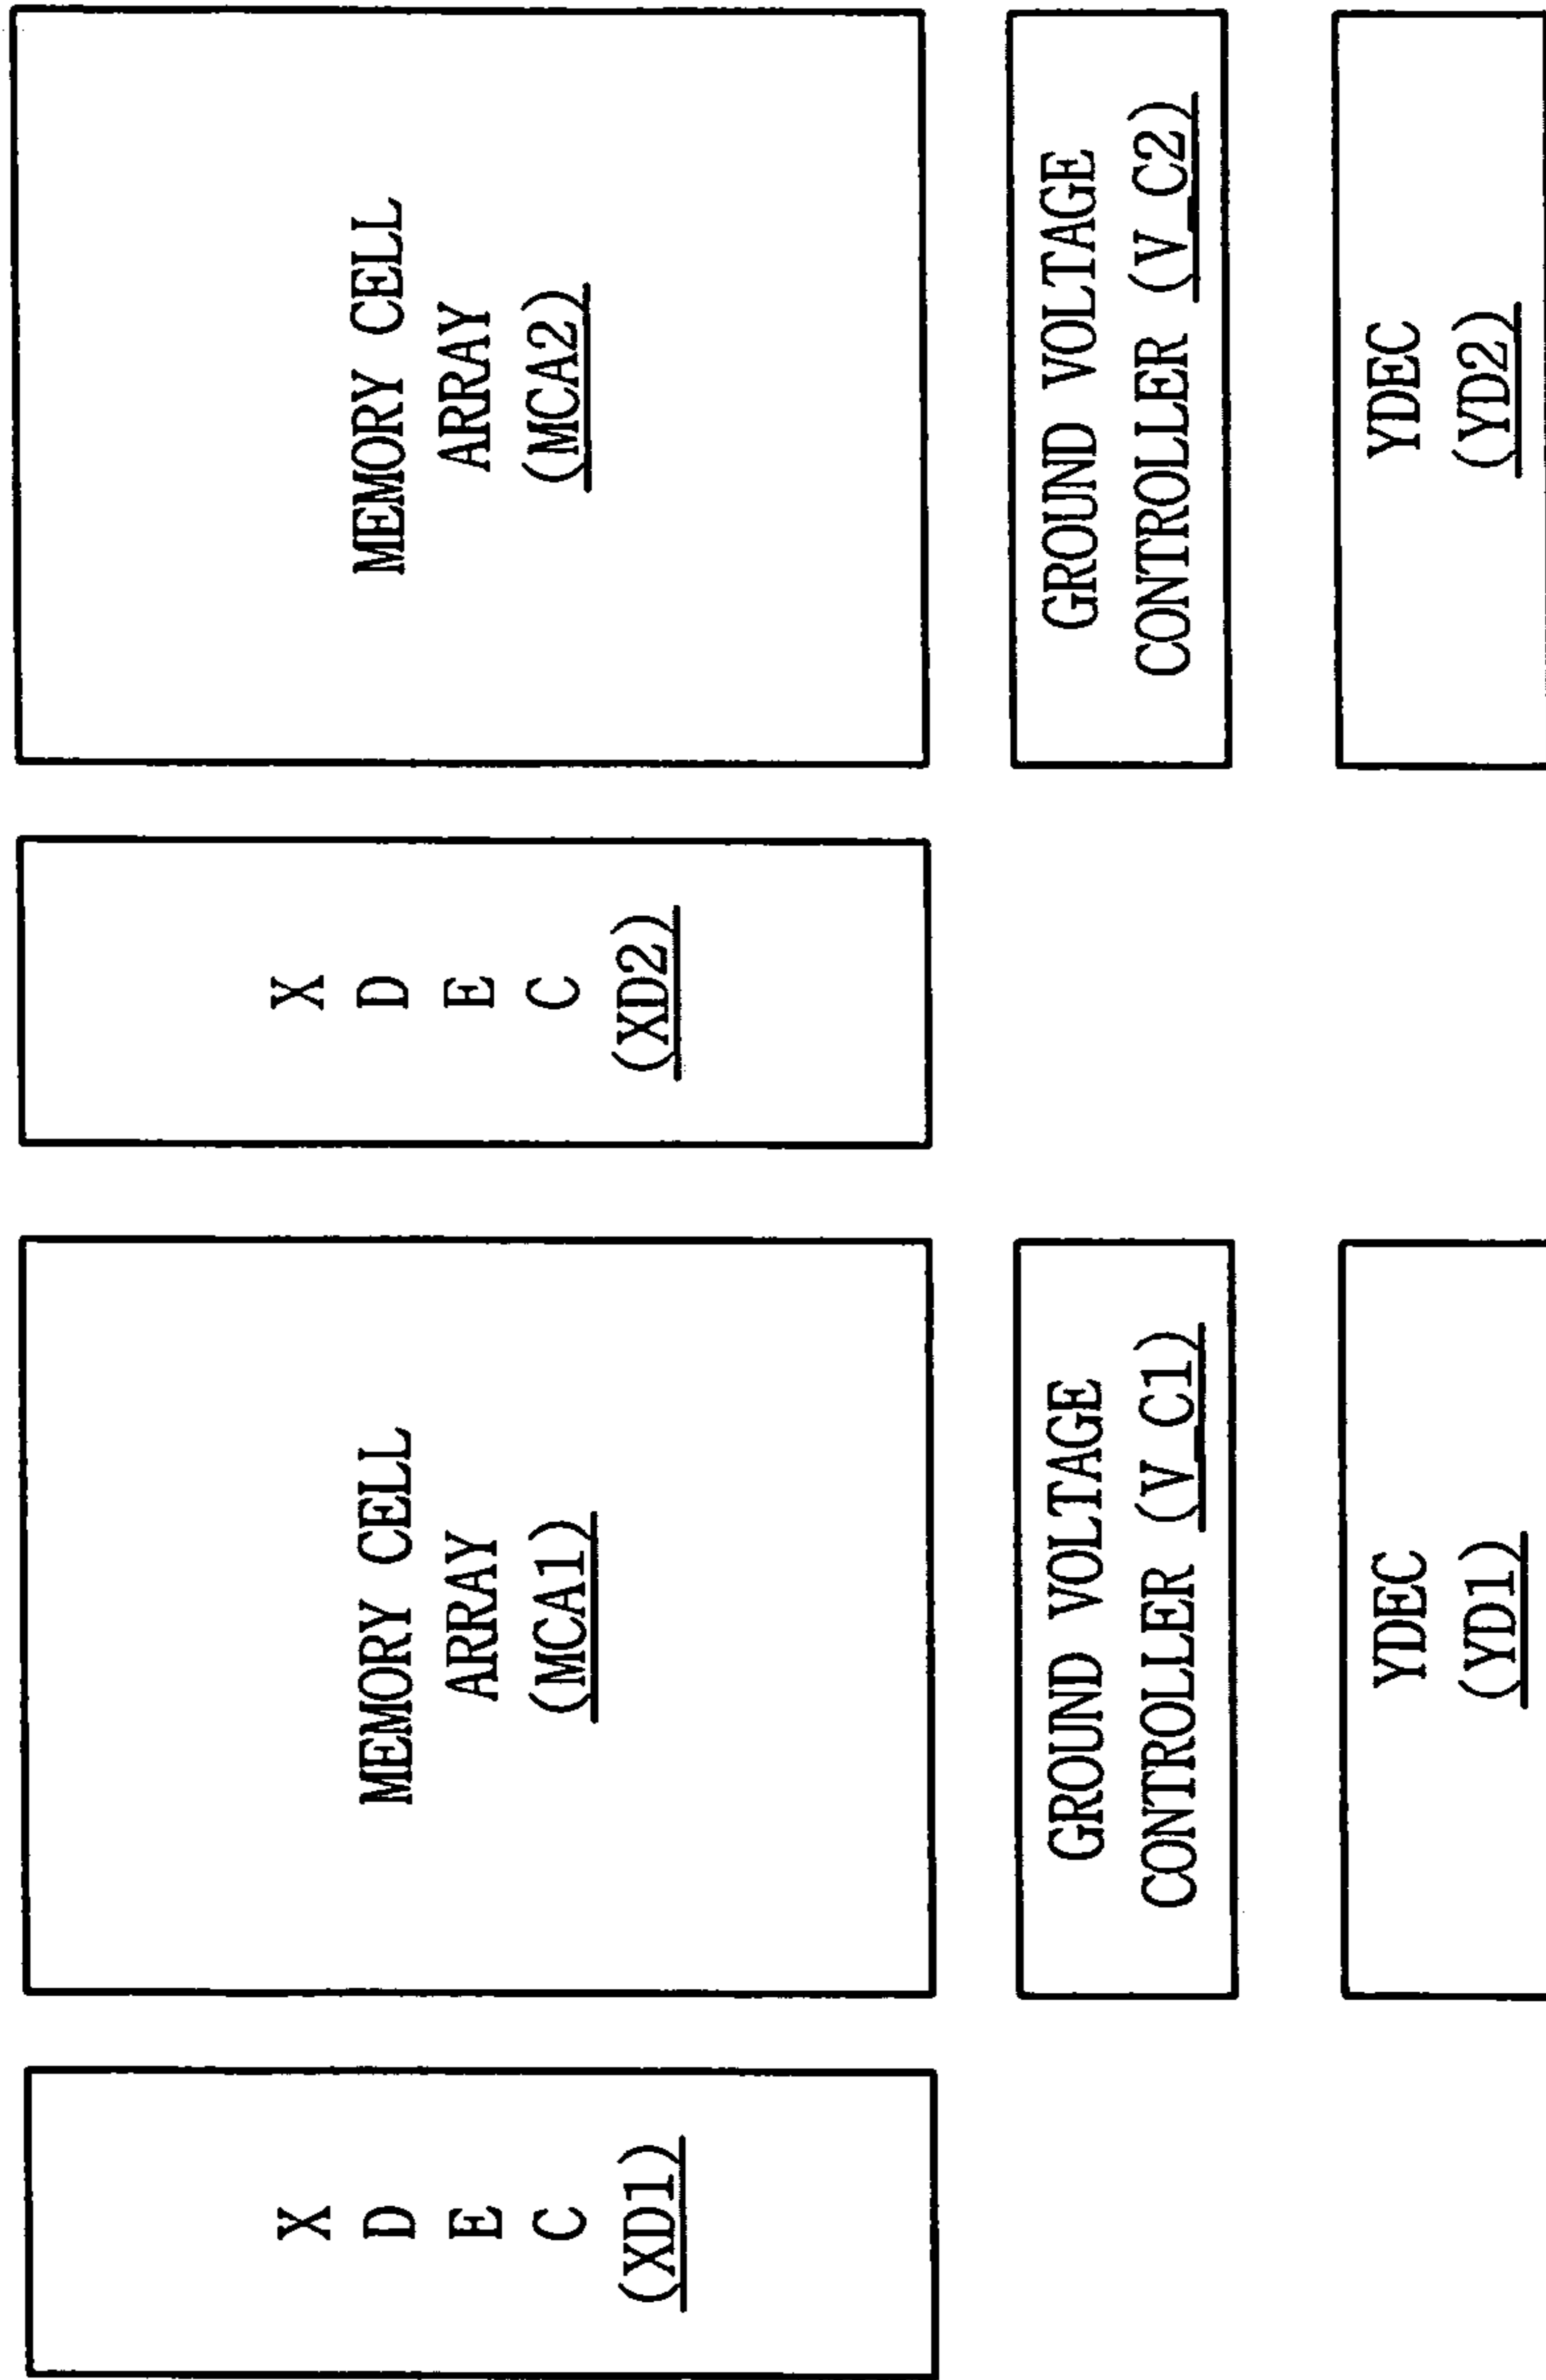 X
D
E
C
(XD1)
MEMORY CELL
ARRAY
(MCA1)
X
D
E
C
(XD2)
MEMORY CELL
ARRAY
(MCA2)
GROUND VOLTAGE
CONTROLLER (V_C1)
GROUND VOLTAGE
CONTROLLER (V_C2)
YDEC
(YD1)
YDEC
(YD2)